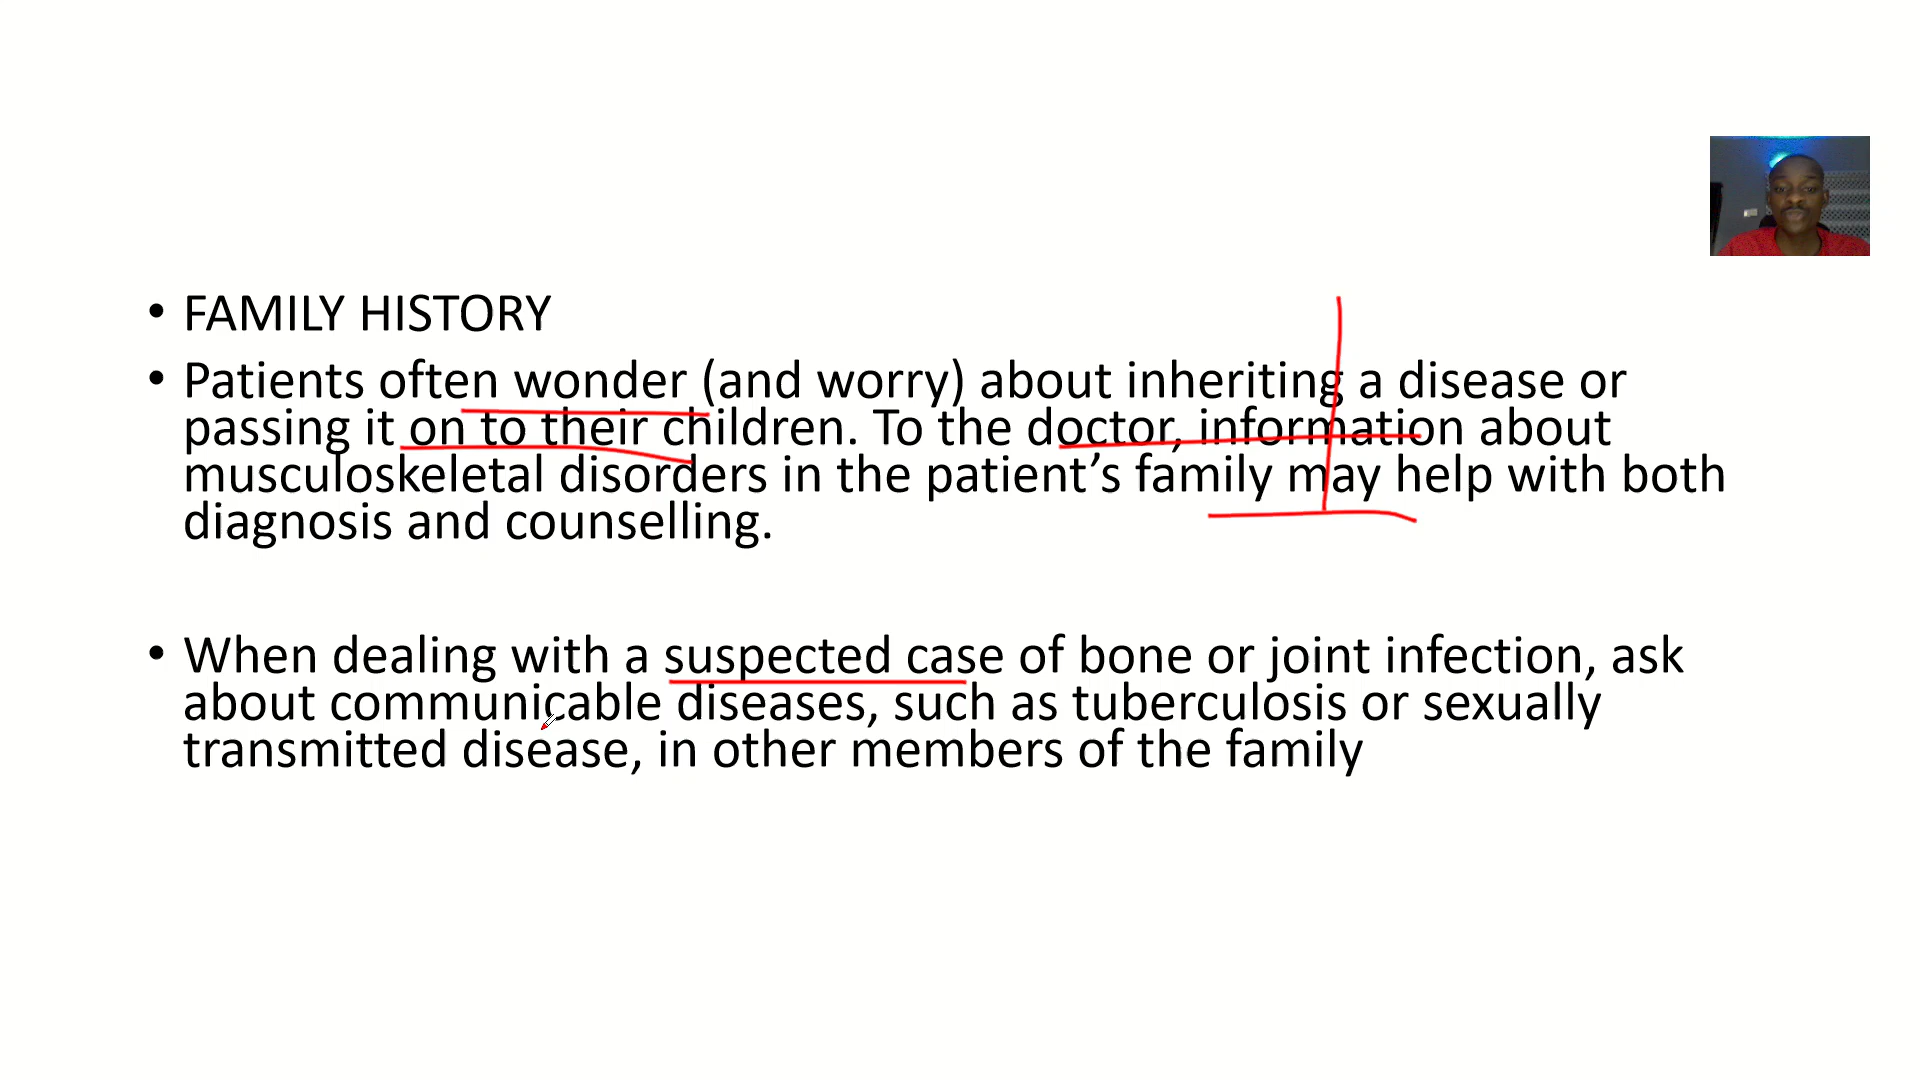 • FAMILY HISTORY
• Patients often wonder (and worry) about inheriting a disease or
passing it on to their children. To the doctor, information about
musculoskeletal disorders in the patient’s family may help with both
diagnosis and counselling.
• When dealing with a suspected case of bone or joint infection, ask
about communicable diseases, such as tuberculosis or sexually
transmitted disease, in other members of the family